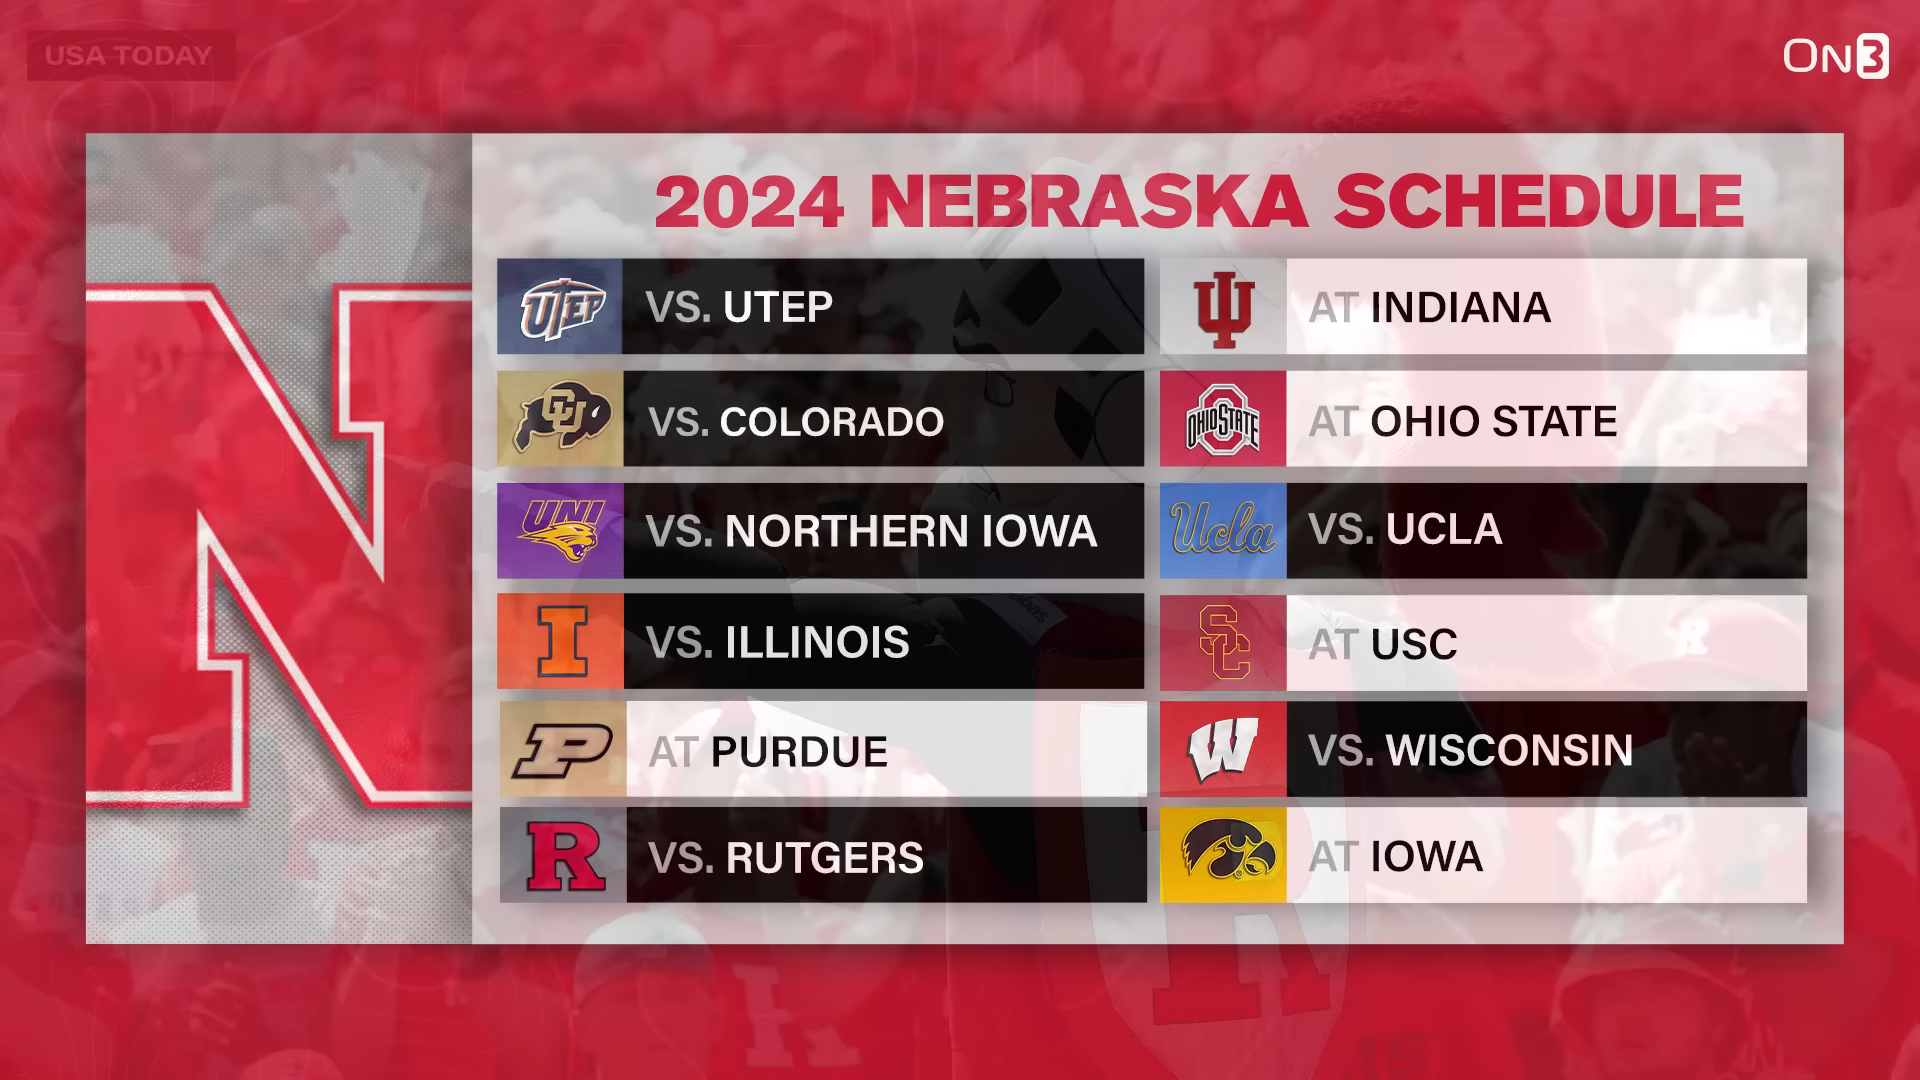 USA TODAY
ON3
2024 NEBRASKA SCHEDULE
UTEP
VS. UTEP
CU
VS. COLORADO
UNI
VS. NORTHERN IOWA
I
VS. ILLINOIS
P
AT PURDUE
R
VS. RUTGERS
IU
AT INDIANA
OHIO STATE
AT OHIO STATE
Ucla
VS. UCLA
SC
AT USC
W
VS. WISCONSIN
AT IOWA
N
R